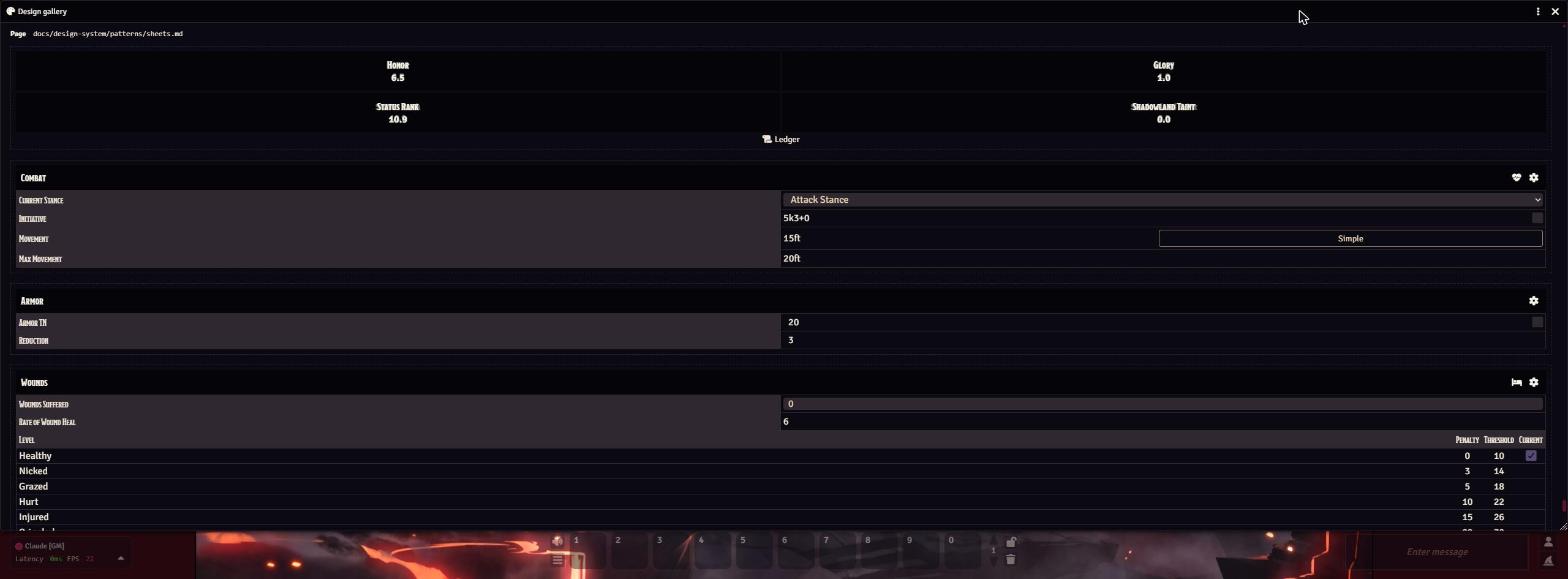 Design gallery
Page docs/design-system/patterns/sheets.md
Honor
6.5
Glory
1.0
Status Rank
10.9
Shadowland Taint
0.0
Ledger
Combat
Current Stance Attack Stance
Initiative 5k3+0
Movement 15ft Simple
Max Movement 20ft
Armor
Armor TN 20
Reduction 3
Wounds
Wounds Suffered 0
Rate of Wound Heal 6
Level Penalty Threshold Current
Healthy 0 10
Nicked 3 14
Grazed 5 18
Hurt 10 22
Injured 15 26
Claude [GM]
Latency 0ms FPS 22
1 2 3 4 5 6 7 8 9 0
1
Enter message